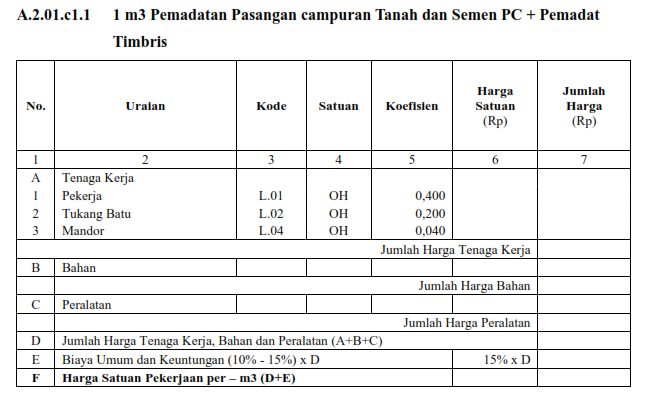 A.2.01.c1.1 1 m3 Pemadatan Pasangan campuran Tanah dan Semen PC + Pemadat
Timbris
No. Uraian Kode Satuan Koefisien Harga Satuan (Rp) Jumlah Harga (Rp)
1 2 3 4 5 6 7
A Tenaga Kerja
1 Pekerja L.01 OH 0,400
2 Tukang Batu L.02 OH 0,200
3 Mandor L.04 OH 0,040
Jumlah Harga Tenaga Kerja
B Bahan
Jumlah Harga Bahan
C Peralatan
Jumlah Harga Peralatan
D Jumlah Harga Tenaga Kerja, Bahan dan Peralatan (A+B+C)
E Biaya Umum dan Keuntungan (10% - 15%) x D 15% x D
F Harga Satuan Pekerjaan per – m3 (D+E)